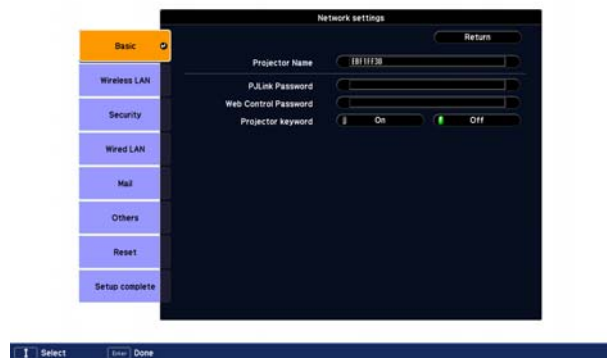 Network settings
Return
Basic
Projector Name EBF1FF38
Wireless LAN
PJLink Password
Web Control Password
Security
Projector keyword On Off
Wired LAN
Mail
Others
Reset
Setup complete
Select Enter Done